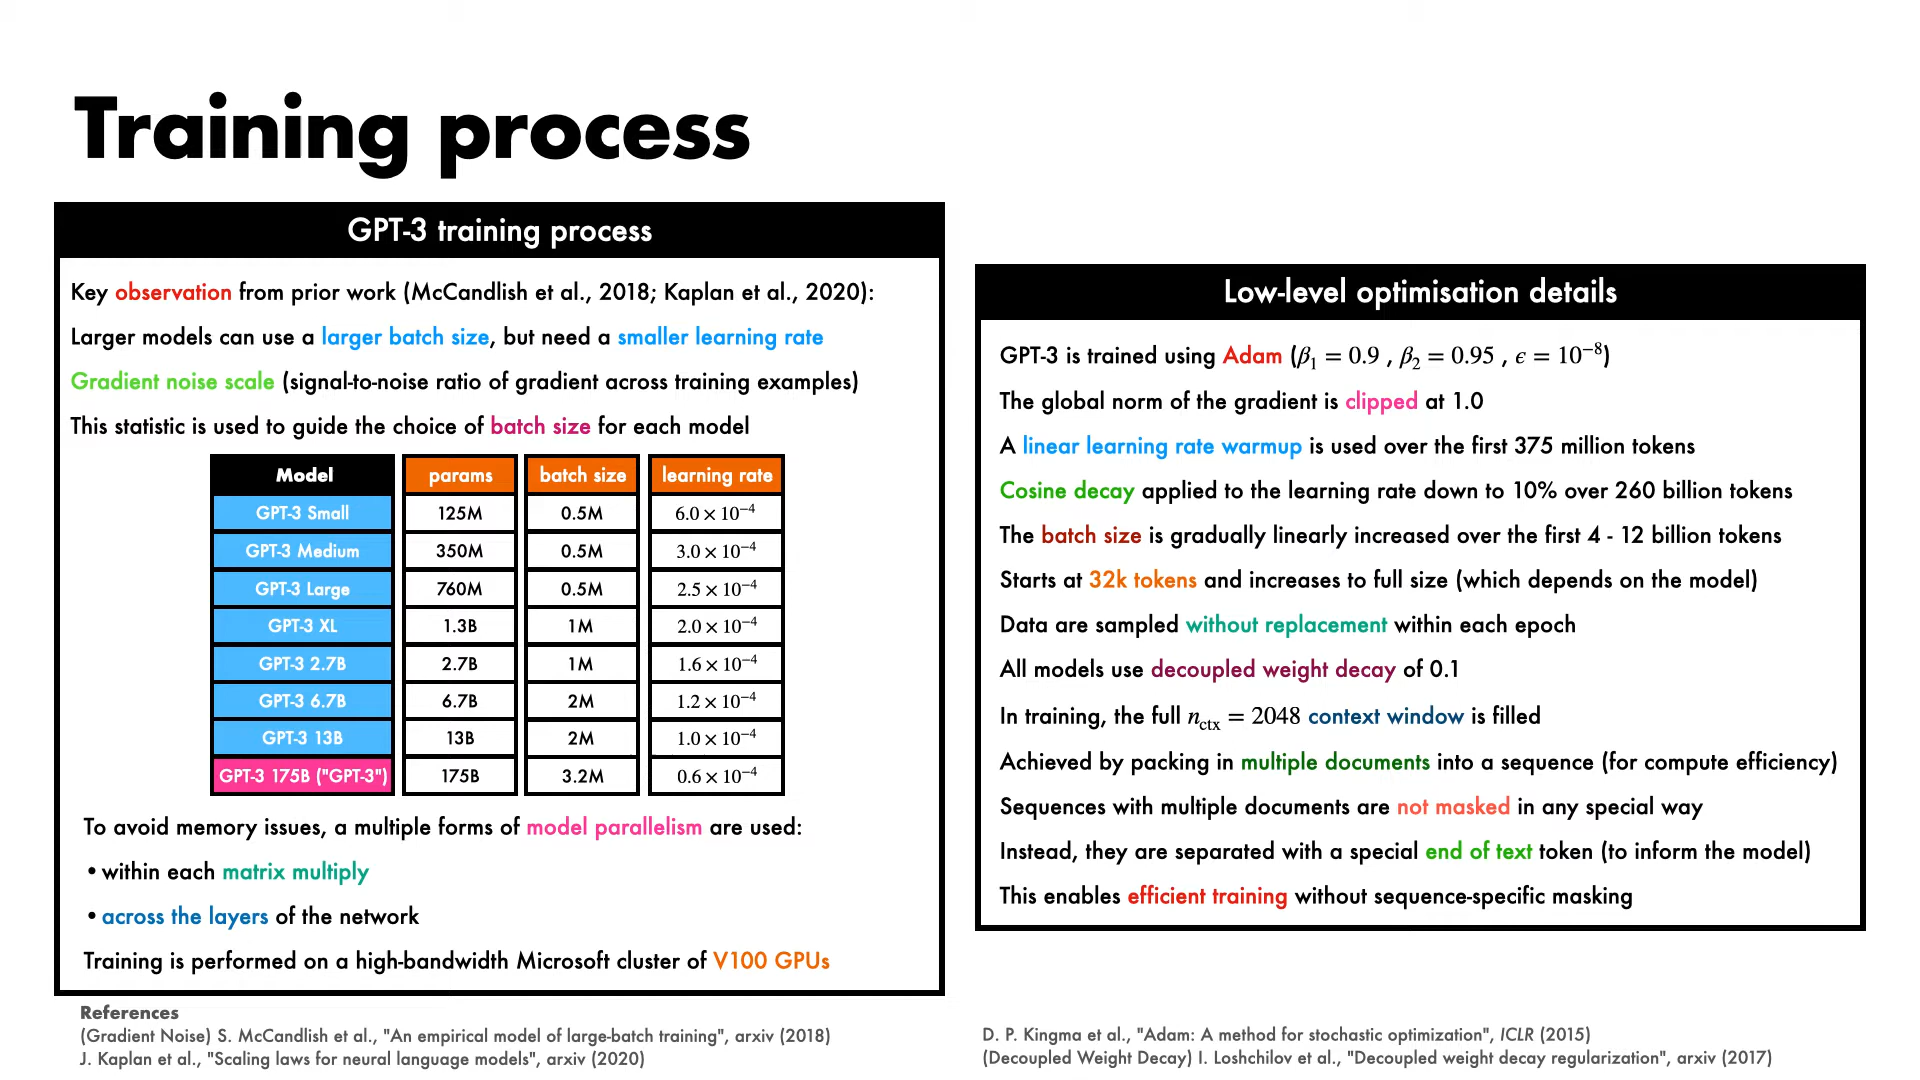 Training process
GPT-3 training process
Key observation from prior work (McCandlish et al., 2018; Kaplan et al., 2020):
Larger models can use a larger batch size, but need a smaller learning rate
Gradient noise scale (signal-to-noise ratio of gradient across training examples)
This statistic is used to guide the choice of batch size for each model
Model params batch size learning rate
GPT-3 Small 125M 0.5M 6.0 × 10⁻⁴
GPT-3 Medium 350M 0.5M 3.0 × 10⁻⁴
GPT-3 Large 760M 0.5M 2.5 × 10⁻⁴
GPT-3 XL 1.3B 1M 2.0 × 10⁻⁴
GPT-3 2.7B 2.7B 1M 1.6 × 10⁻⁴
GPT-3 6.7B 6.7B 2M 1.2 × 10⁻⁴
GPT-3 13B 13B 2M 1.0 × 10⁻⁴
GPT-3 175B ("GPT-3") 175B 3.2M 0.6 × 10⁻⁴
To avoid memory issues, a multiple forms of model parallelism are used:
• within each matrix multiply
• across the layers of the network
Training is performed on a high-bandwidth Microsoft cluster of V100 GPUs
Low-level optimisation details
GPT-3 is trained using Adam (β₁ = 0.9 , β₂ = 0.95 , ϵ = 10⁻⁸)
The global norm of the gradient is clipped at 1.0
A linear learning rate warmup is used over the first 375 million tokens
Cosine decay applied to the learning rate down to 10% over 260 billion tokens
The batch size is gradually linearly increased over the first 4 - 12 billion tokens
Starts at 32k tokens and increases to full size (which depends on the model)
Data are sampled without replacement within each epoch
All models use decoupled weight decay of 0.1
In training, the full n_ctx = 2048 context window is filled
Achieved by packing in multiple documents into a sequence (for compute efficiency)
Sequences with multiple documents are not masked in any special way
Instead, they are separated with a special end of text token (to inform the model)
This enables efficient training without sequence-specific masking
References
(Gradient Noise) S. McCandlish et al., "An empirical model of large-batch training", arxiv (2018)
J. Kaplan et al., "Scaling laws for neural language models", arxiv (2020)
D. P. Kingma et al., "Adam: A method for stochastic optimization", ICLR (2015)
(Decoupled Weight Decay) I. Loshchilov et al., "Decoupled weight decay regularization", arxiv (2017)